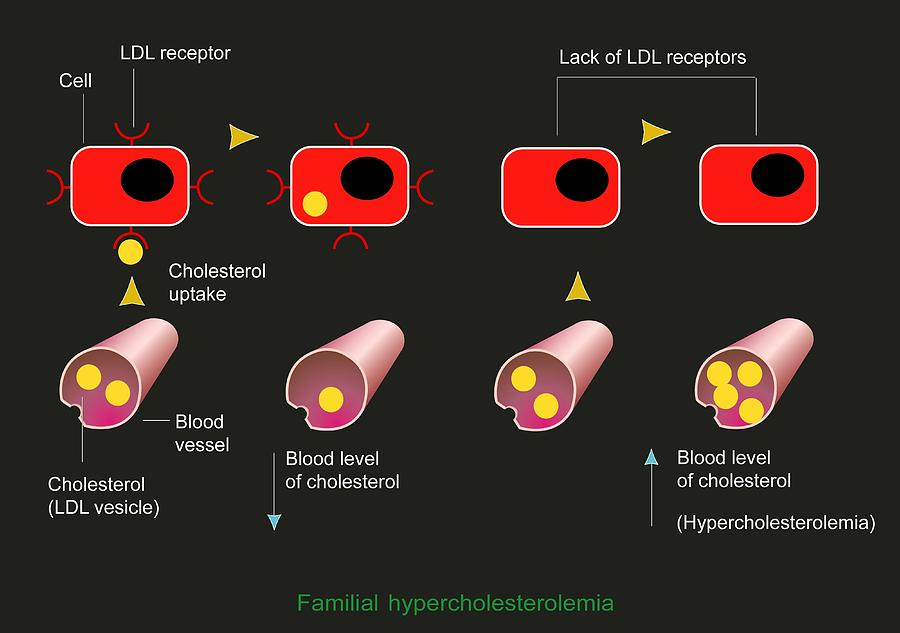 LDL receptor
Cell
Lack of LDL receptors
Cholesterol
uptake
Blood
vessel
Cholesterol
(LDL vesicle)
Blood level
of cholesterol
Blood level
of cholesterol
(Hypercholesterolemia)
Familial hypercholesterolemia